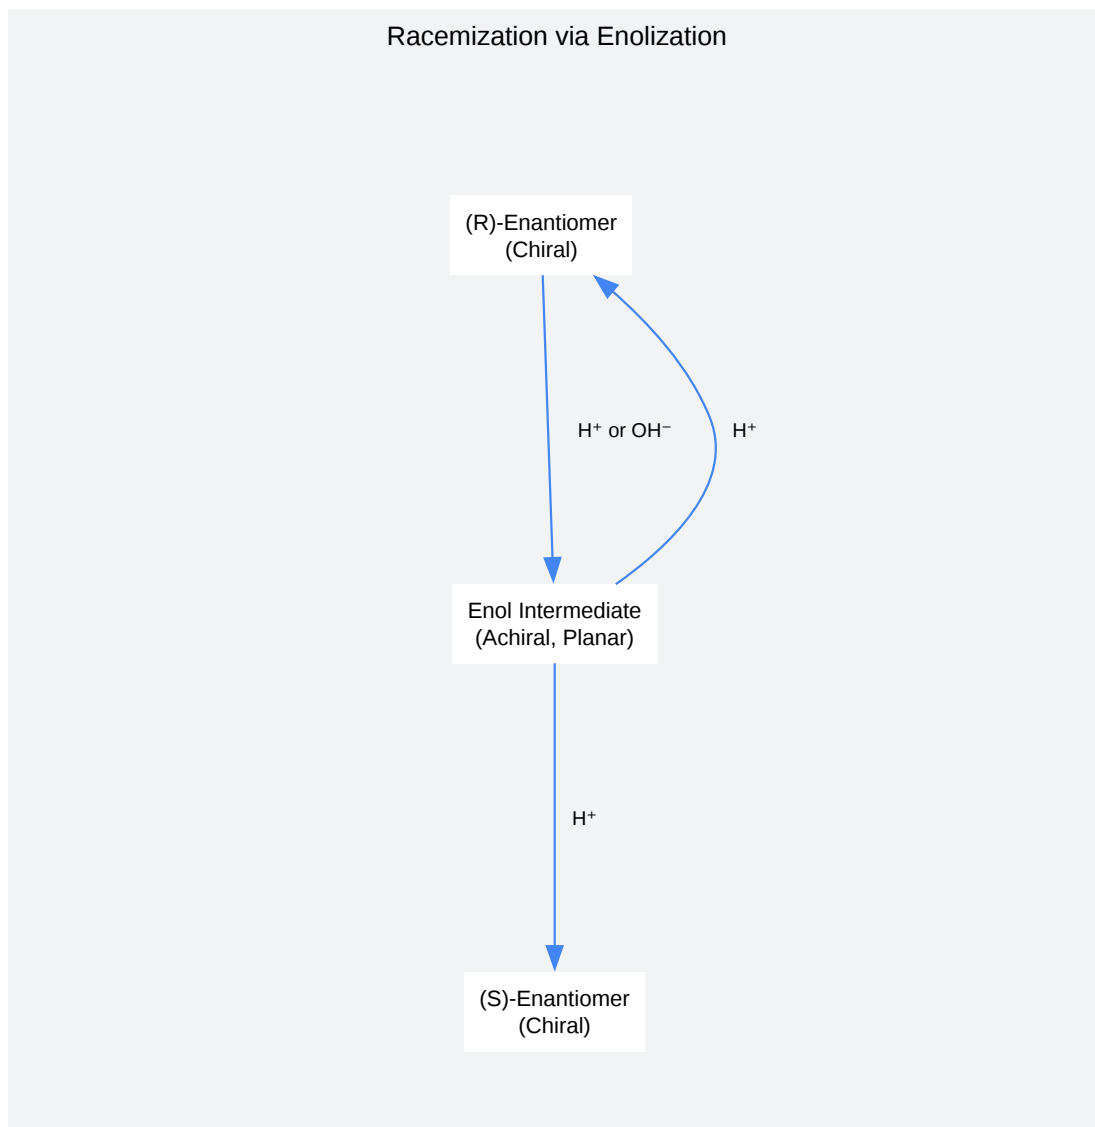 Racemization via Enolization
(R)-Enantiomer
(Chiral)
H⁺ or OH⁻
H⁺
Enol Intermediate
(Achiral, Planar)
H⁺
(S)-Enantiomer
(Chiral)